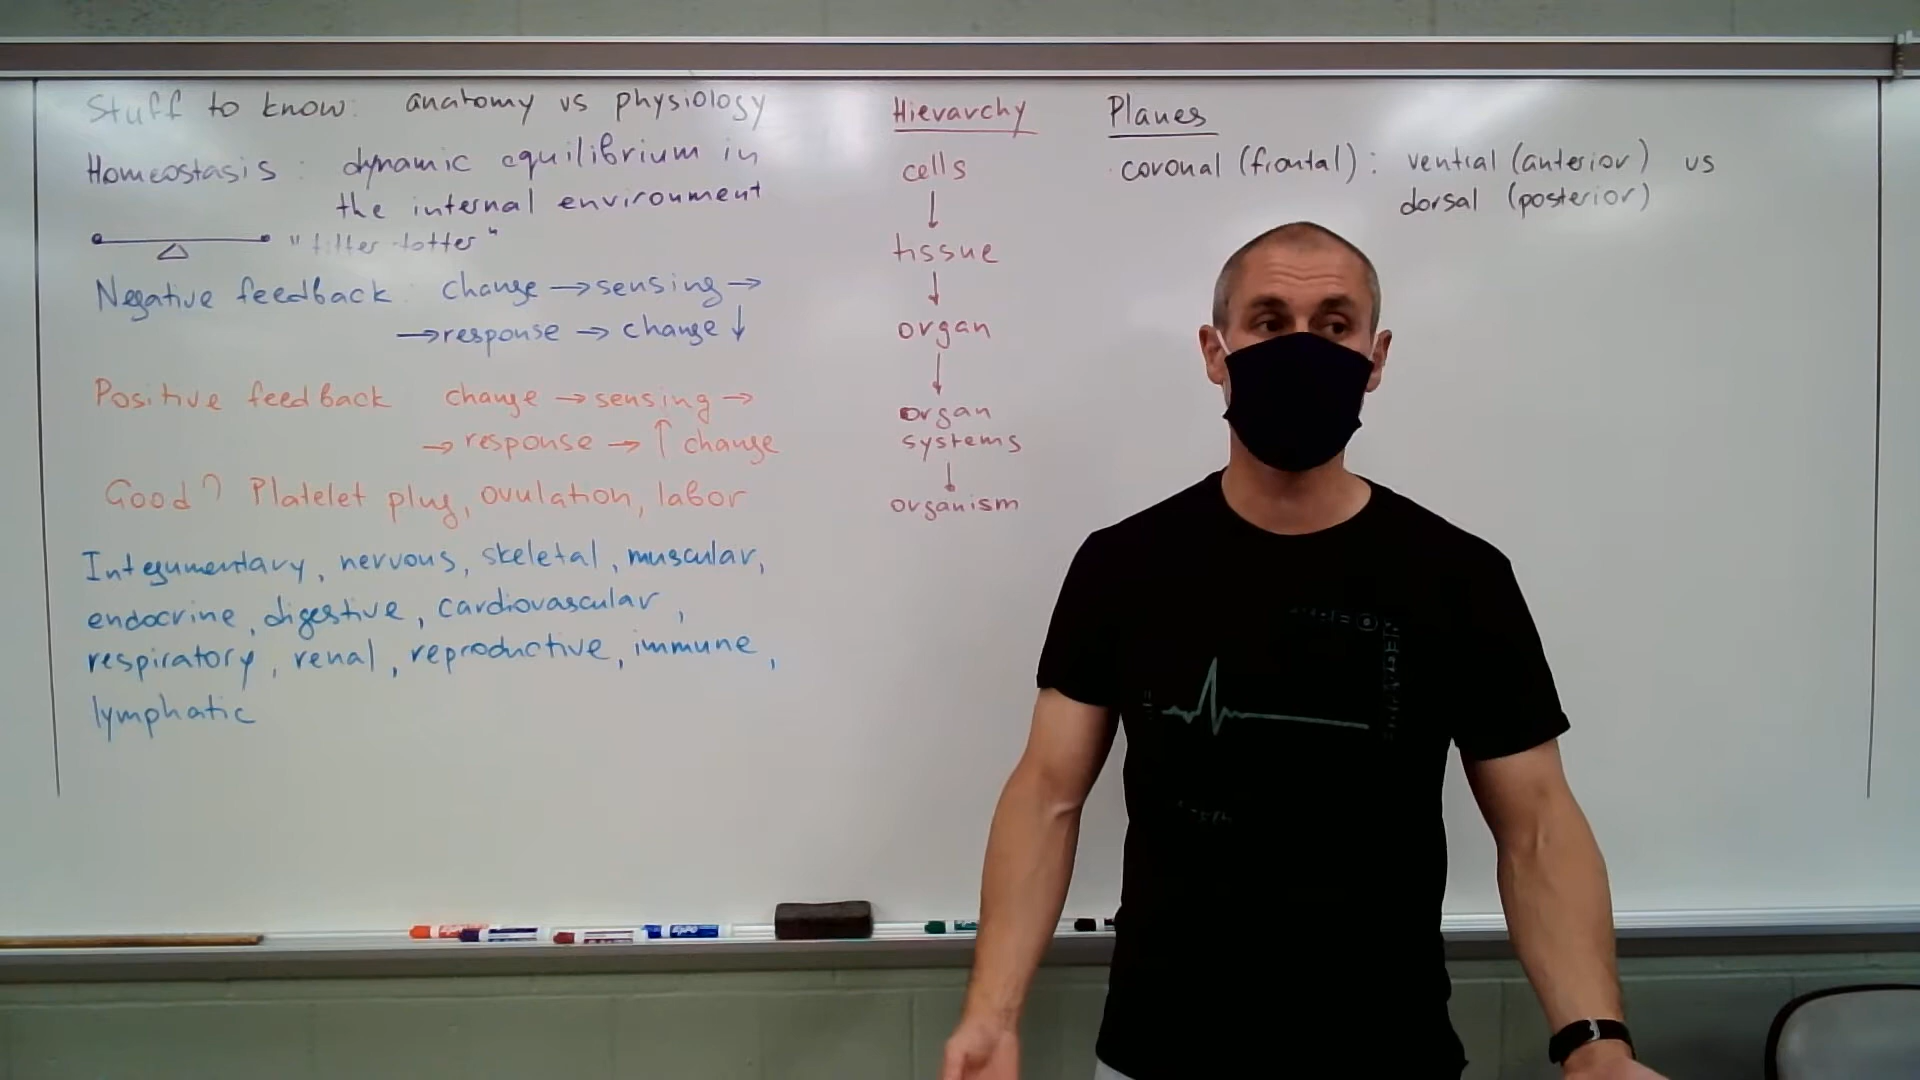 Stuff to know: anatomy vs physiology
Homeostasis: dynamic equilibrium in
the internal environment
"titter-totter"
Negative feedback: change → sensing →
→ response → change ↓
Positive feedback change → sensing →
→ response → ↑ change
Good? Platelet plug, ovulation, labor
Integumentary, nervous, skeletal, muscular,
endocrine, digestive, cardiovascular,
respiratory, renal, reproductive, immune,
lymphatic
Hierarchy
cells
↓
tissue
↓
organ
↓
organ
systems
↓
organism
Planes
coronal (frontal): ventral (anterior) vs
dorsal (posterior)
EXPO